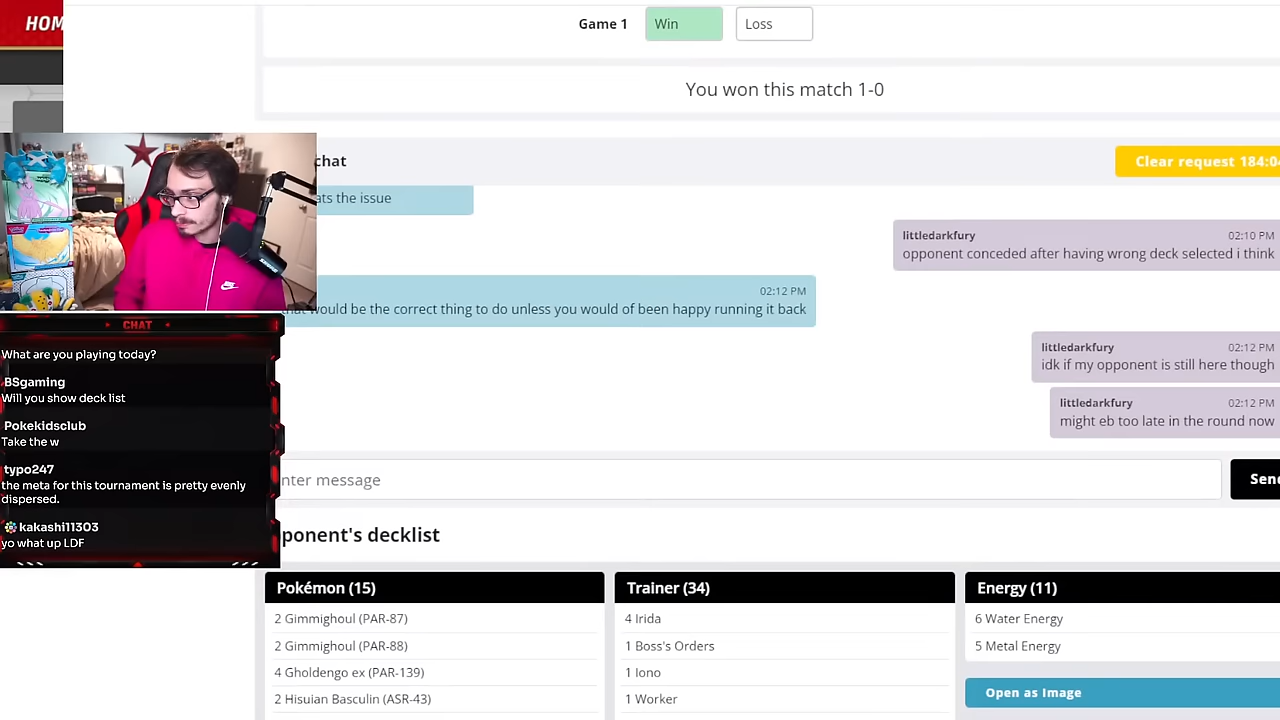 HOM
Game 1
Win
Loss
You won this match 1-0
chat
Clear request 184:0
ats the issue
littledarkfury
02:10 PM
opponent conceded after having wrong deck selected i think
02:12 PM
would be the correct thing to do unless you would of been happy running it back
littledarkfury
02:12 PM
idk if my opponent is still here though
littledarkfury
02:12 PM
might eb too late in the round now
nter message
Sen
ponent's decklist
Pokémon (15)
2 Gimmighoul (PAR-87)
2 Gimmighoul (PAR-88)
4 Gholdengo ex (PAR-139)
2 Hisuian Basculin (ASR-43)
Trainer (34)
4 Irida
1 Boss's Orders
1 Iono
1 Worker
Energy (11)
6 Water Energy
5 Metal Energy
Open as Image
CHAT
What are you playing today?
BSgaming
Will you show deck list
Pokekidsclub
Take the w
typo247
the meta for this tournament is pretty evenly
dispersed.
kakashi11303
yo what up LDF